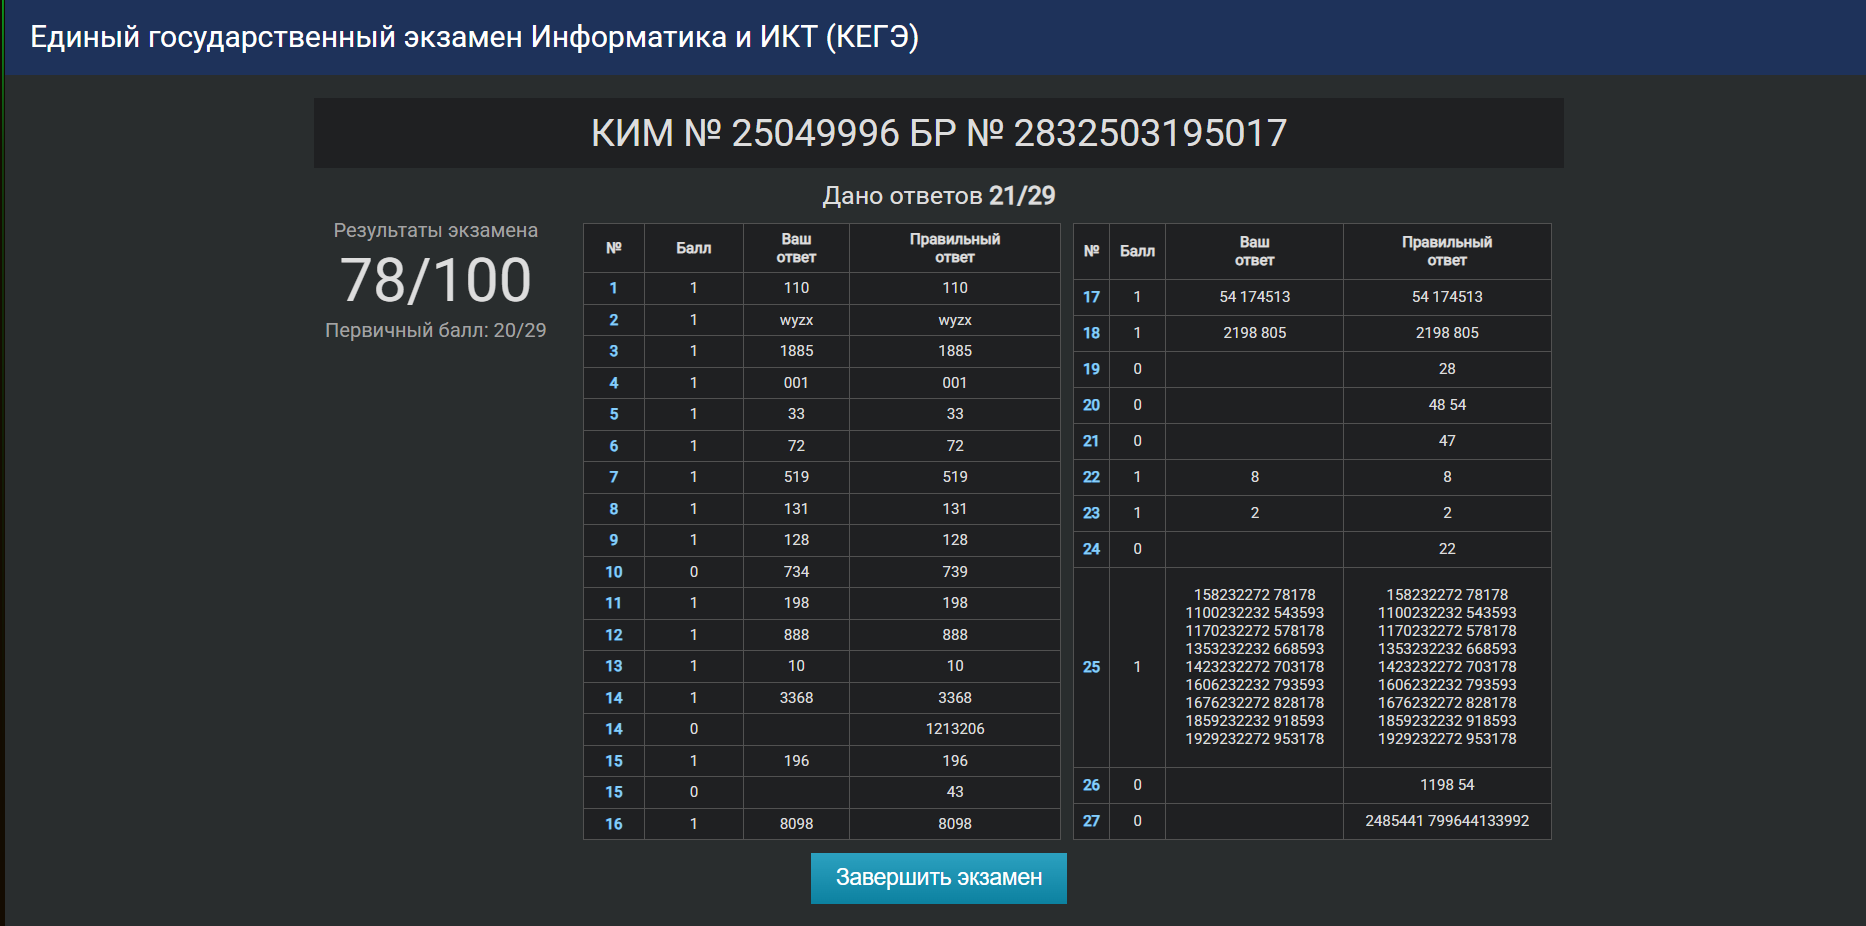 Единый государственный экзамен Информатика и ИКТ (КЕГЭ)
КИМ № 25049996 БР № 2832503195017
Дано ответов 21/29
Результаты экзамена
78/100
Первичный балл: 20/29
№ Балл Ваш ответ Правильный ответ
1 1 110 110
2 1 wyzx wyzx
3 1 1885 1885
4 1 001 001
5 1 33 33
6 1 72 72
7 1 519 519
8 1 131 131
9 1 128 128
10 0 734 739
11 1 198 198
12 1 888 888
13 1 10 10
14 1 3368 3368
14 0 1213206
15 1 196 196
15 0 43
16 1 8098 8098
№ Балл Ваш ответ Правильный ответ
17 1 54 174513 54 174513
18 1 2198 805 2198 805
19 0 28
20 0 48 54
21 0 47
22 1 8 8
23 1 2 2
24 0 22
158232272 78178 158232272 78178
1100232232 543593 1100232232 543593
1170232272 578178 1170232272 578178
1353232232 668593 1353232232 668593
25 1 1423232272 703178 1423232272 703178
1606232232 793593 1606232232 793593
1676232272 828178 1676232272 828178
1859232232 918593 1859232232 918593
1929232272 953178 1929232272 953178
26 0 1198 54
27 0 2485441 799644133992
Завершить экзамен